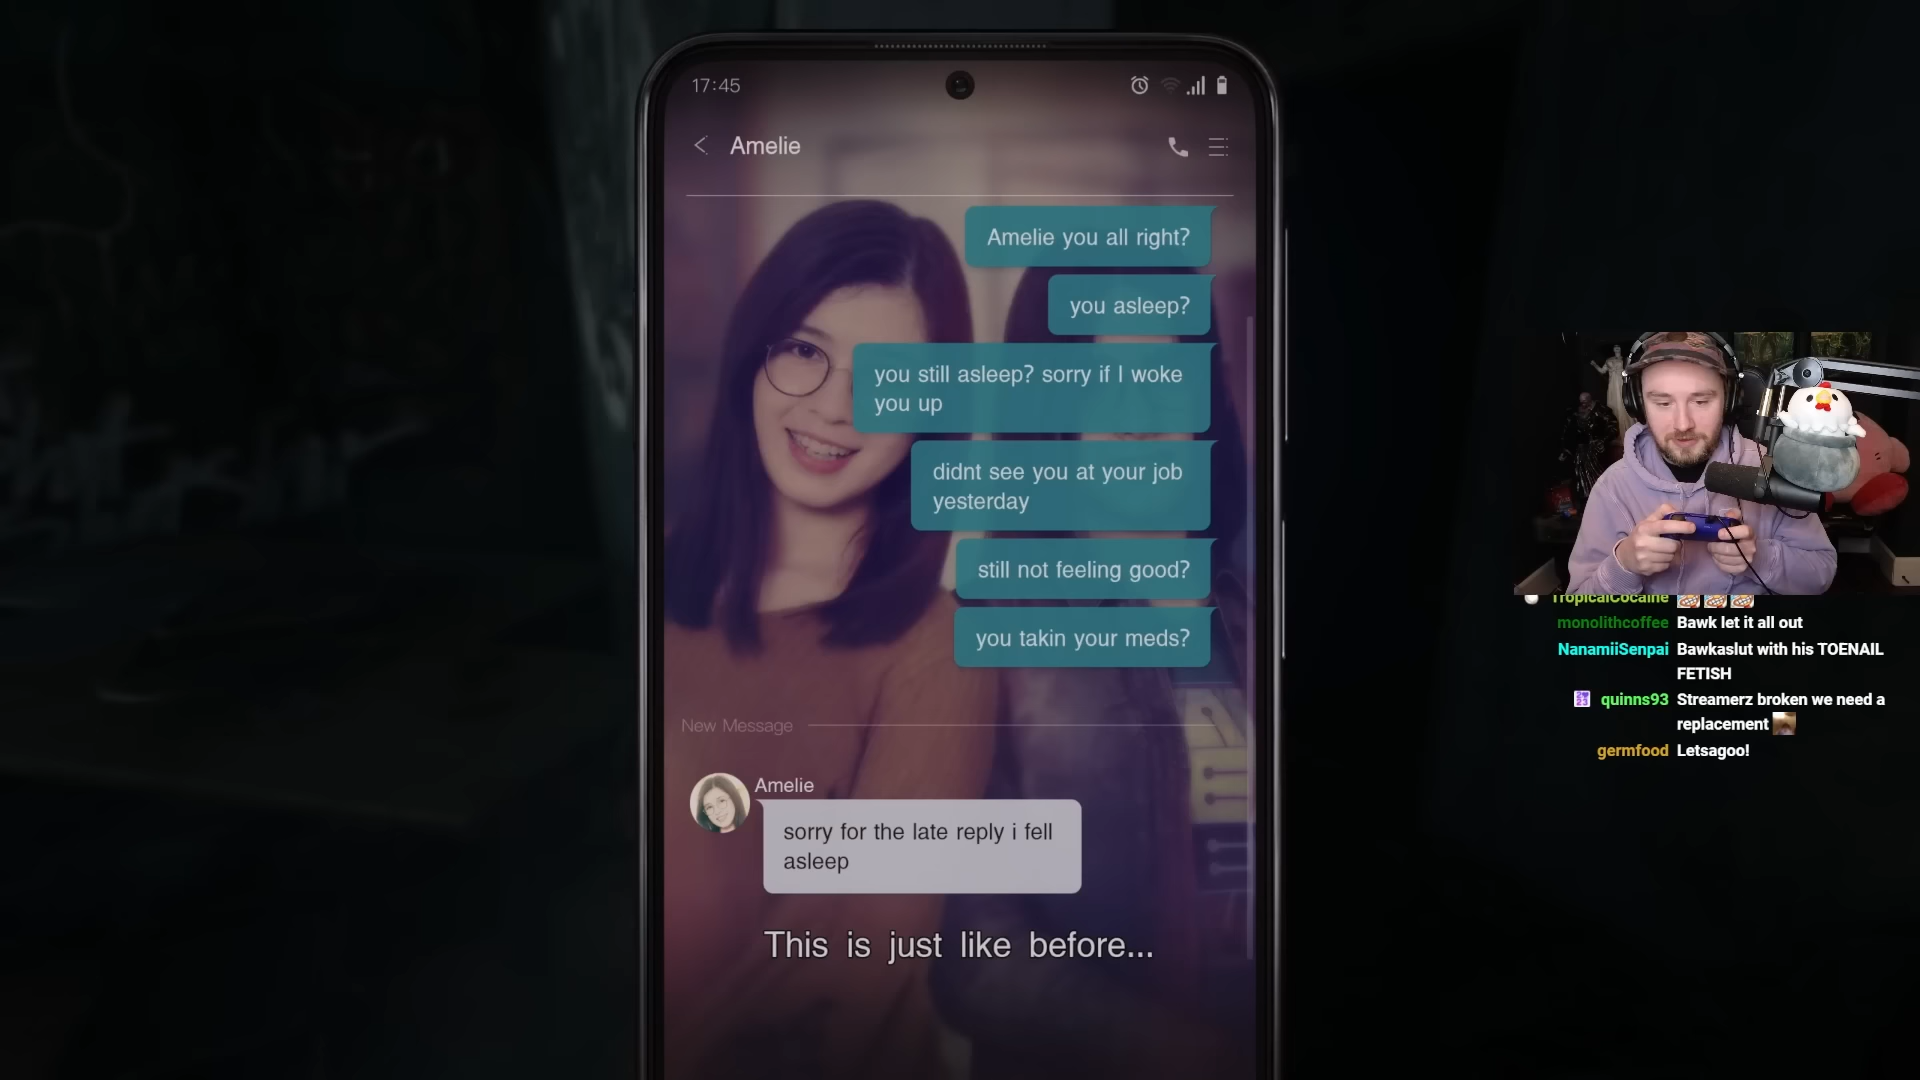 17:45
Amelie
Amelie you all right?
you asleep?
you still asleep? sorry if I woke
you up
didnt see you at your job
yesterday
still not feeling good?
you takin your meds?
New Message
Amelie
sorry for the late reply i fell
asleep
This is just like before...
TropicalCocaine
monolithcoffee Bawk let it all out
NanamiiSenpai Bawkaslut with his TOENAIL
FETISH
quinns93 Streamerz broken we need a
replacement
germfood Letsagoo!